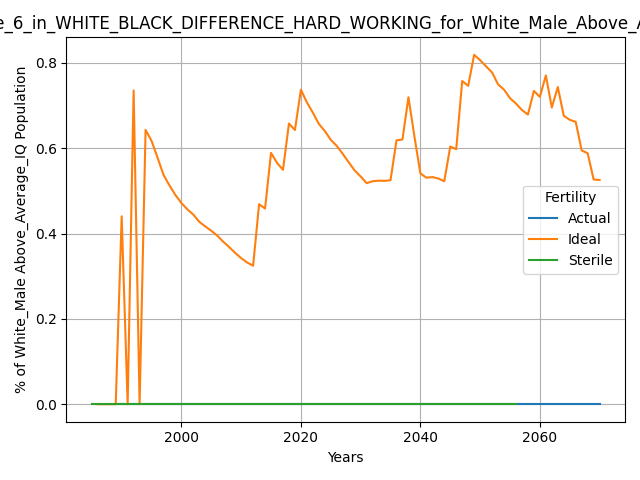 e_6_in_WHITE_BLACK_DIFFERENCE_HARD_WORKING_for_White_Male_Above_A
% of White_Male Above_Average_IQ Population
0.8
0.6
0.4
0.2
0.0
Fertility
Actual
Ideal
Sterile
2000
2020
2040
2060
Years